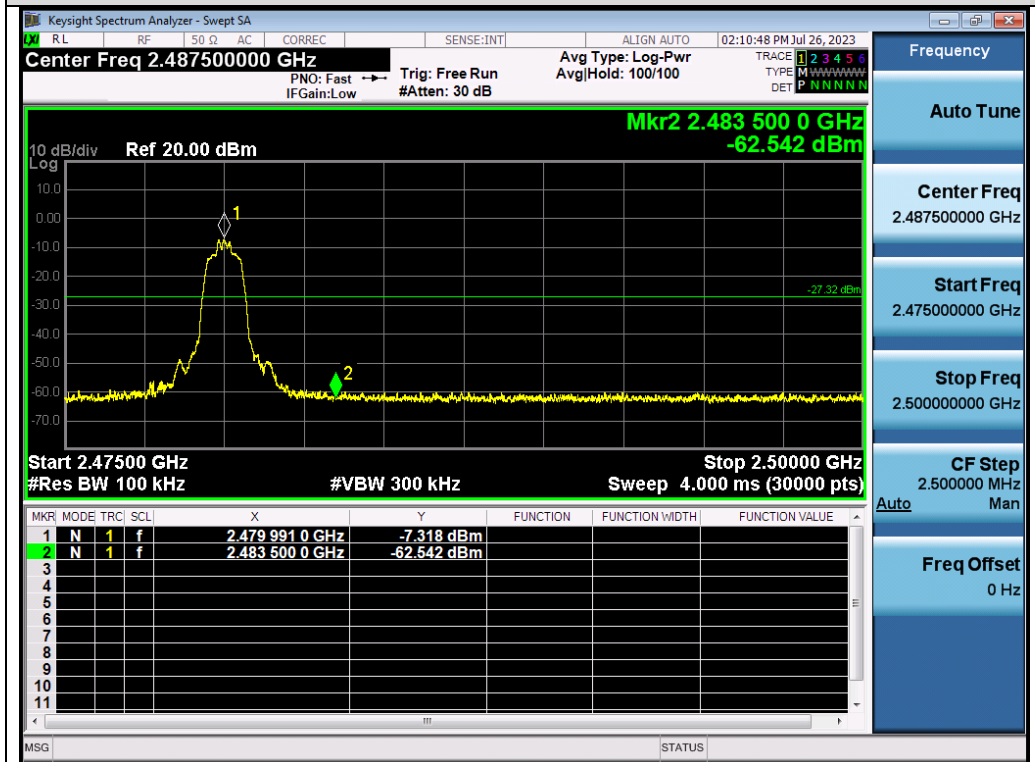 Keysight Spectrum Analyzer - Swept SA
LXI RL RF 50 Ω AC CORREC SENSE:INT ALIGN AUTO 02:10:48 PM Jul 26, 2023
Center Freq 2.487500000 GHz
PNO: Fast
IFGain:Low
Trig: Free Run
#Atten: 30 dB
Avg Type: Log-Pwr
Avg|Hold: 100/100
TRACE 1 2 3 4 5 6
TYPE M WWWWW
DET P N N N N N
Mkr2 2.483 500 0 GHz
-62.542 dBm
10 dB/div Ref 20.00 dBm
Log
10.0
0.00
-10.0
-20.0
-30.0
-40.0
-50.0
-60.0
-70.0
1
-27.32 dBm
2
Start 2.47500 GHz Stop 2.50000 GHz
#Res BW 100 kHz #VBW 300 kHz Sweep 4.000 ms (30000 pts)
MKR MODE TRC SCL X Y FUNCTION FUNCTION WIDTH FUNCTION VALUE
1 N 1 f 2.479 991 0 GHz -7.318 dBm
2 N 1 f 2.483 500 0 GHz -62.542 dBm
3
4
5
6
7
8
9
10
11
MSG STATUS
Frequency
Auto Tune
Center Freq
2.487500000 GHz
Start Freq
2.475000000 GHz
Stop Freq
2.500000000 GHz
CF Step
2.500000 MHz
Auto Man
Freq Offset
0 Hz